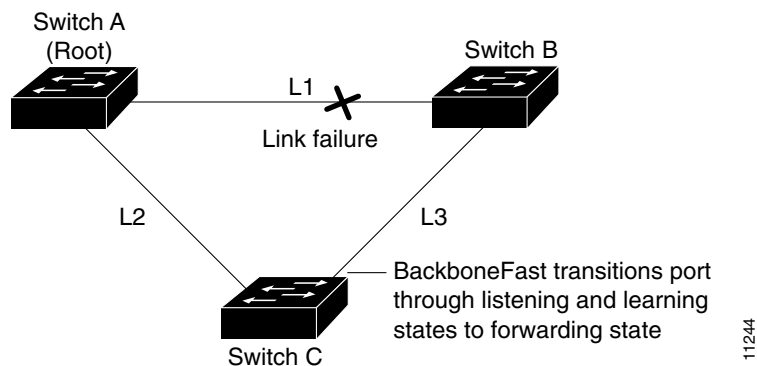 Switch A
(Root)
Switch B
L1
Link failure
L2
L3
BackboneFast transitions port
through listening and learning
states to forwarding state
Switch C
11244